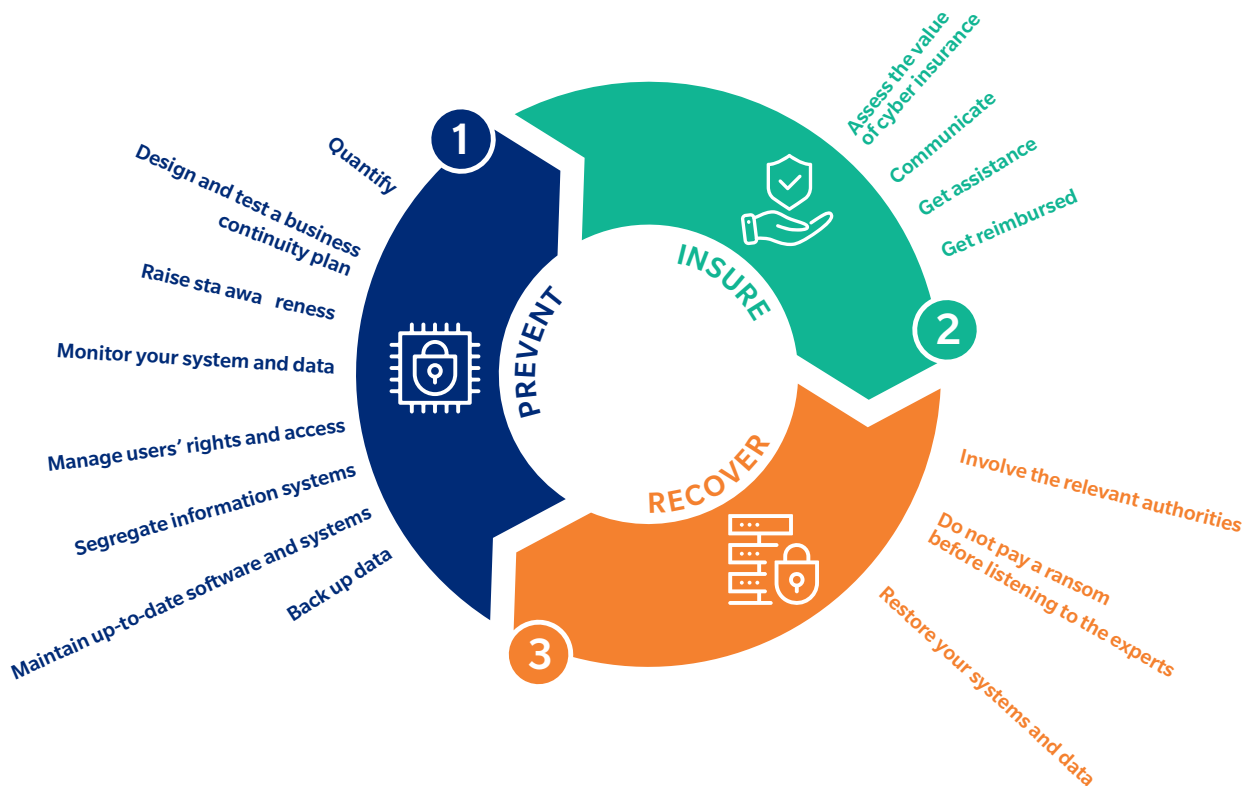 1
PREVENT
Quantify
Design and test a business
continuity plan
Raise sta awa reness
Monitor your system and data
Manage users’ rights and access
Segregate information systems
Maintain up-to-date software and systems
Back up data
2
INSURE
Assess the value
of cyber insurance
Communicate
Get assistance
Get reimbursed
3
RECOVER
Involve the relevant authorities
Do not pay a ransom
before listening to the experts
Restore your systems and data